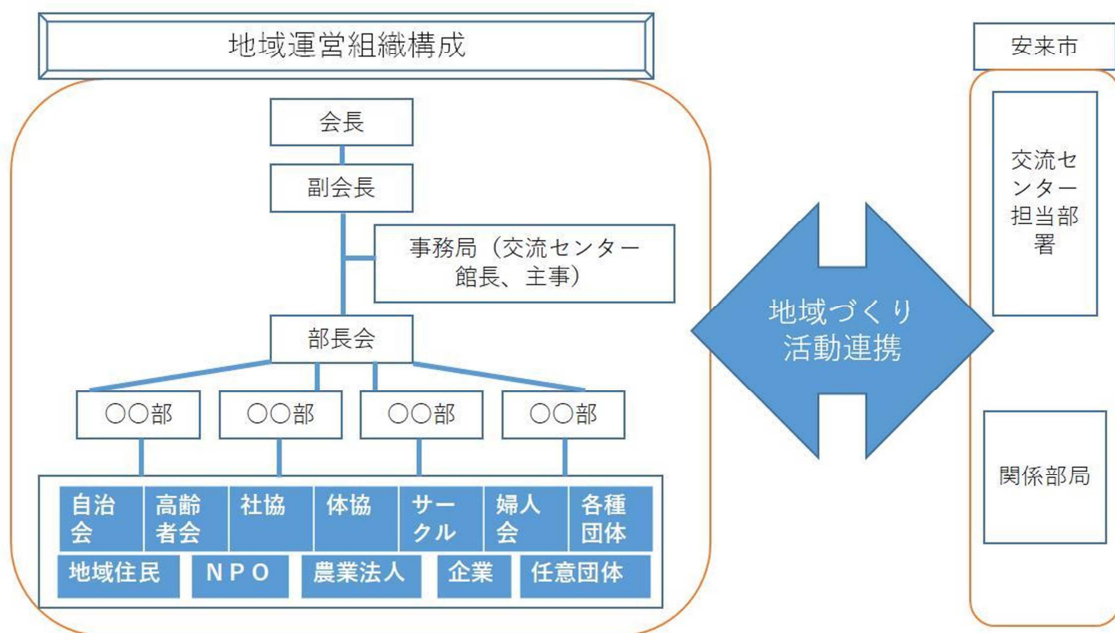 地域運営組織構成
会長
副会長
事務局（交流センター
館長、主事）
部長会
〇〇部
〇〇部
〇〇部
〇〇部
自治
会
高齢
者会
社協
体協
サー
クル
婦人
会
各種
団体
地域住民
ＮＰＯ
農業法人
企業
任意団体
地域づくり
活動連携
安来市
交流セ
ンター
担当部
署
関係部局